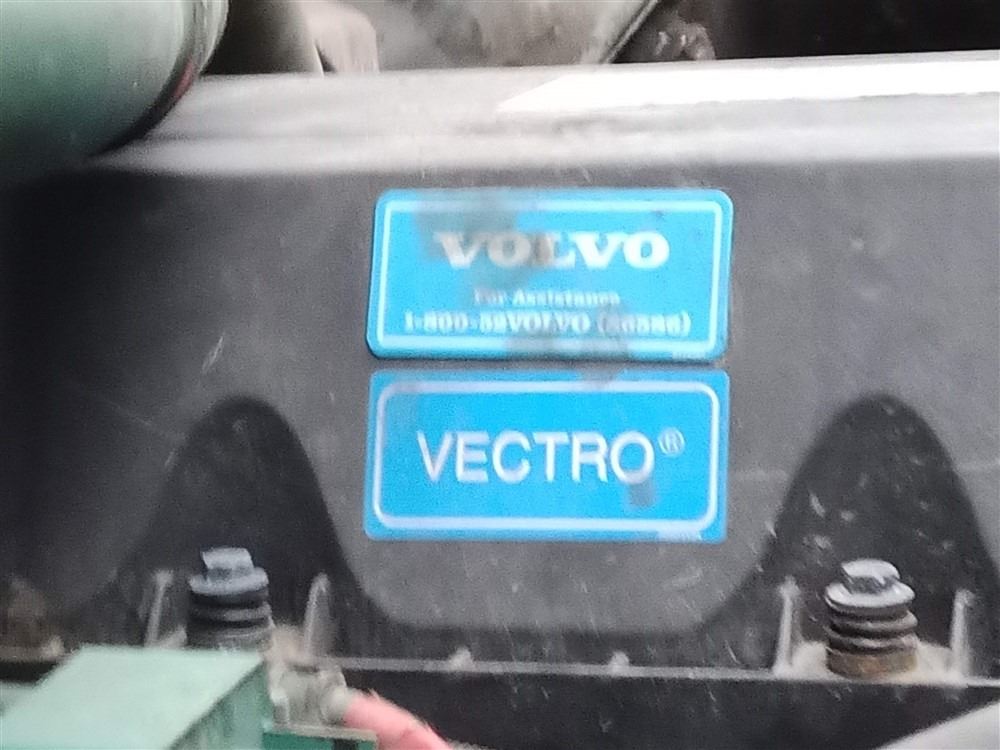 VOLVO
For Assistance
1-800-52VOLVO (86586)
VECTRO®